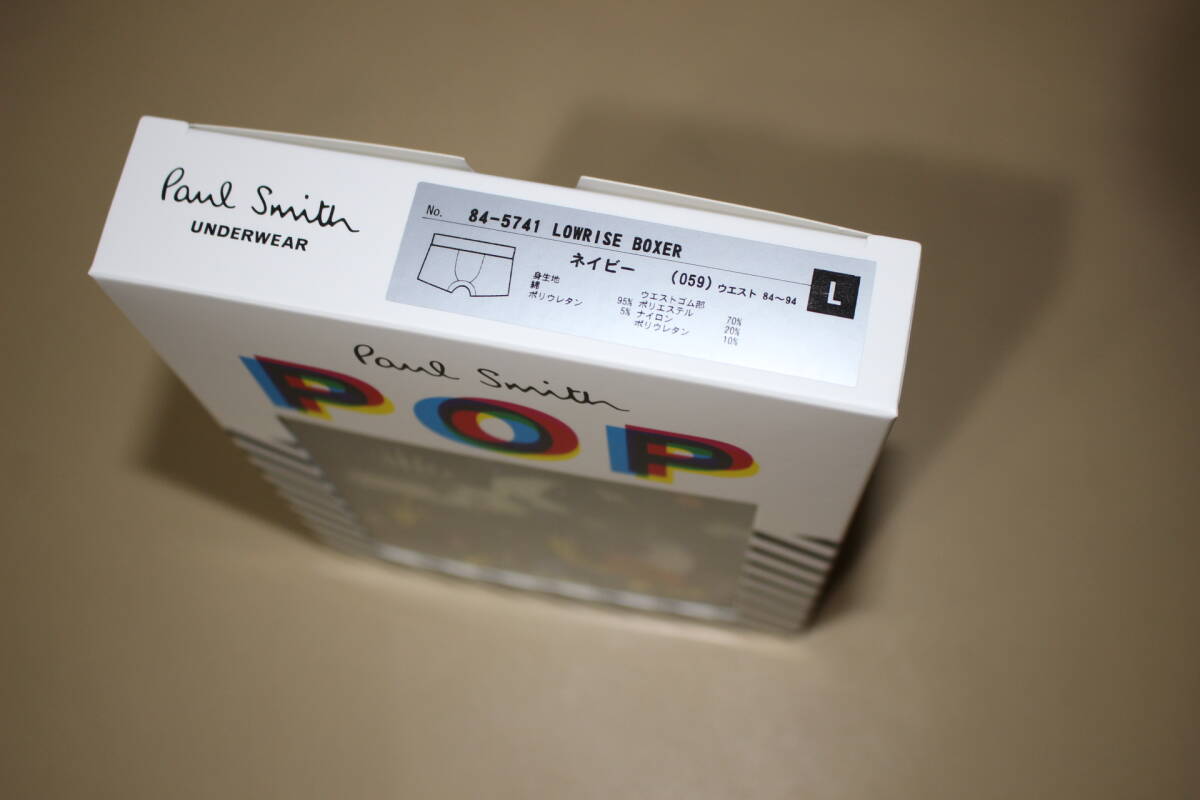 Paul Smith
UNDERWEAR
No. 84-5741 LOWRISE BOXER
ネイビー (059) ウエスト 84～94 L
身生地
綿 95%
ポリウレタン 5%
ウエストゴム部
ポリエステル 70%
ナイロン 20%
ポリウレタン 10%
Paul Smith
POP